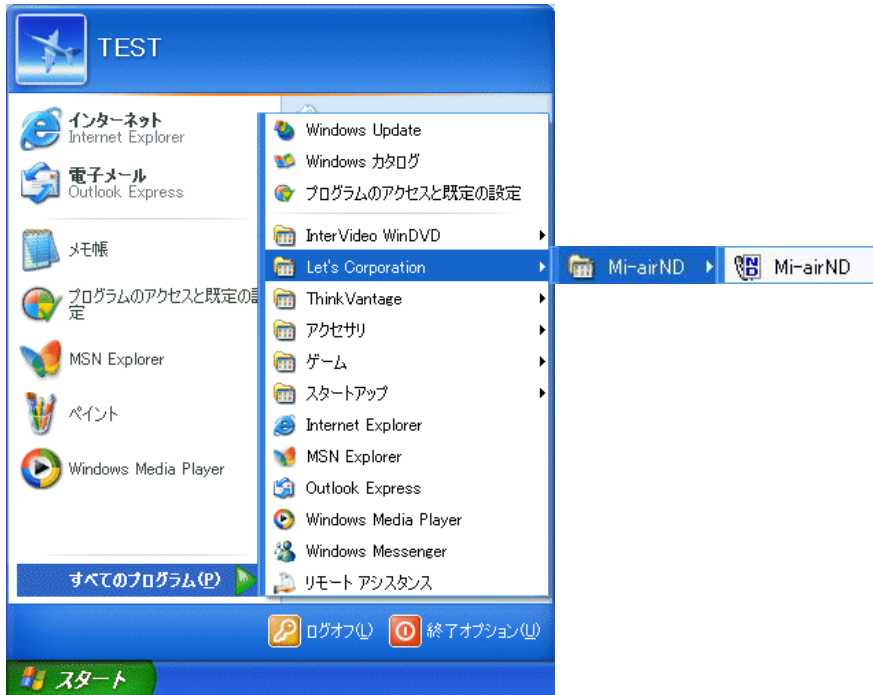 TEST
インターネット
Internet Explorer
電子メール
Outlook Express
メモ帳
プログラムのアクセスと既定の設
定
MSN Explorer
ペイント
Windows Media Player
すべてのプログラム(P)
Windows Update
Windows カタログ
プログラムのアクセスと既定の設定
InterVideo WinDVD
Let's Corporation
ThinkVantage
アクセサリ
ゲーム
スタートアップ
Internet Explorer
MSN Explorer
Outlook Express
Windows Media Player
Windows Messenger
リモート アシスタンス
Mi-airND
Mi-airND
ログオフ(L)
終了オプション(U)
スタート